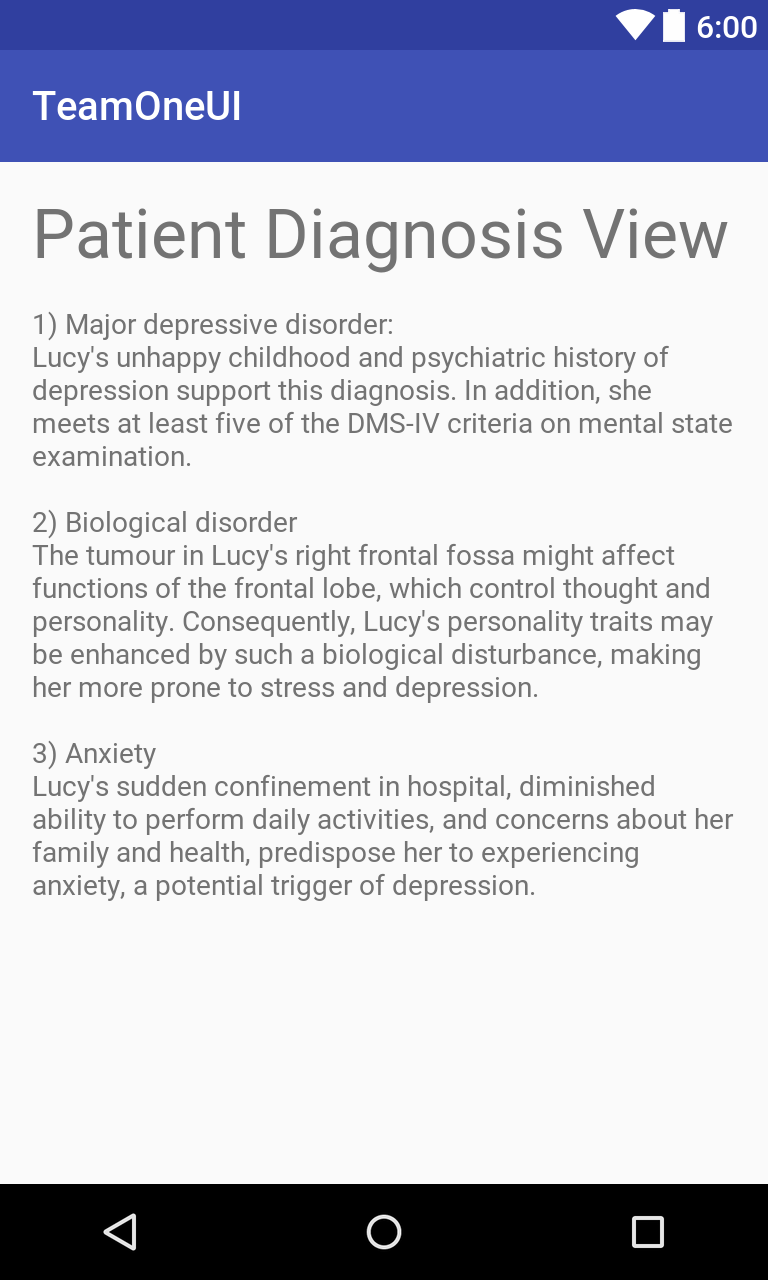 6:00
TeamOneUI
Patient Diagnosis View
1) Major depressive disorder:
Lucy's unhappy childhood and psychiatric history of
depression support this diagnosis. In addition, she
meets at least five of the DMS-IV criteria on mental state
examination.
2) Biological disorder
The tumour in Lucy's right frontal fossa might affect
functions of the frontal lobe, which control thought and
personality. Consequently, Lucy's personality traits may
be enhanced by such a biological disturbance, making
her more prone to stress and depression.
3) Anxiety
Lucy's sudden confinement in hospital, diminished
ability to perform daily activities, and concerns about her
family and health, predispose her to experiencing
anxiety, a potential trigger of depression.